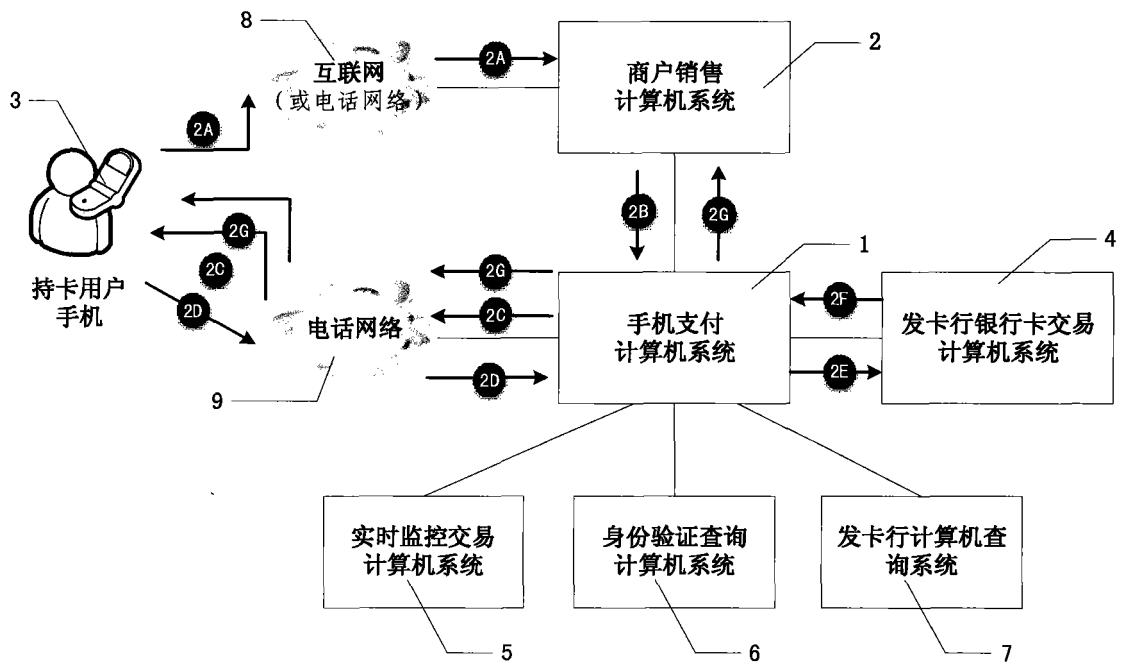 8
互联网
（或电话网络）
2A
商户销售
计算机系统
2
3
2A
2B
2G
2G
2C
2D
持卡用户
手机
电话网络
9
2G
2C
2D
手机支付
计算机系统
1
2F
2E
发卡行银行卡交易
计算机系统
4
实时监控交易
计算机系统
5
身份验证查询
计算机系统
6
发卡行计算机查
询系统
7